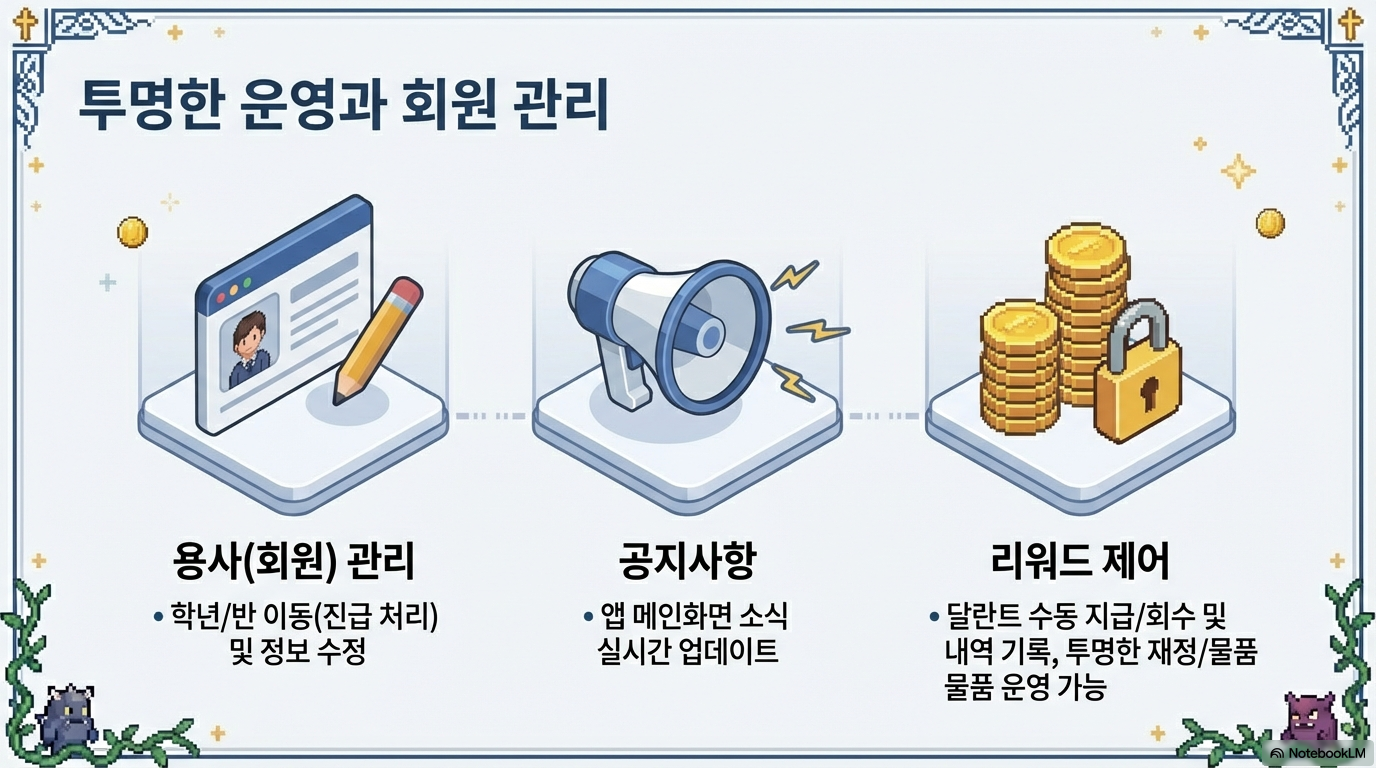 투명한 운영과 회원 관리
용사(회원) 관리
• 학년/반 이동(진급 처리)
및 정보 수정
공지사항
• 앱 메인화면 소식
실시간 업데이트
리워드 제어
• 달란트 수동 지급/회수 및
내역 기록, 투명한 재정/물품
물품 운영 가능
NotebookLM